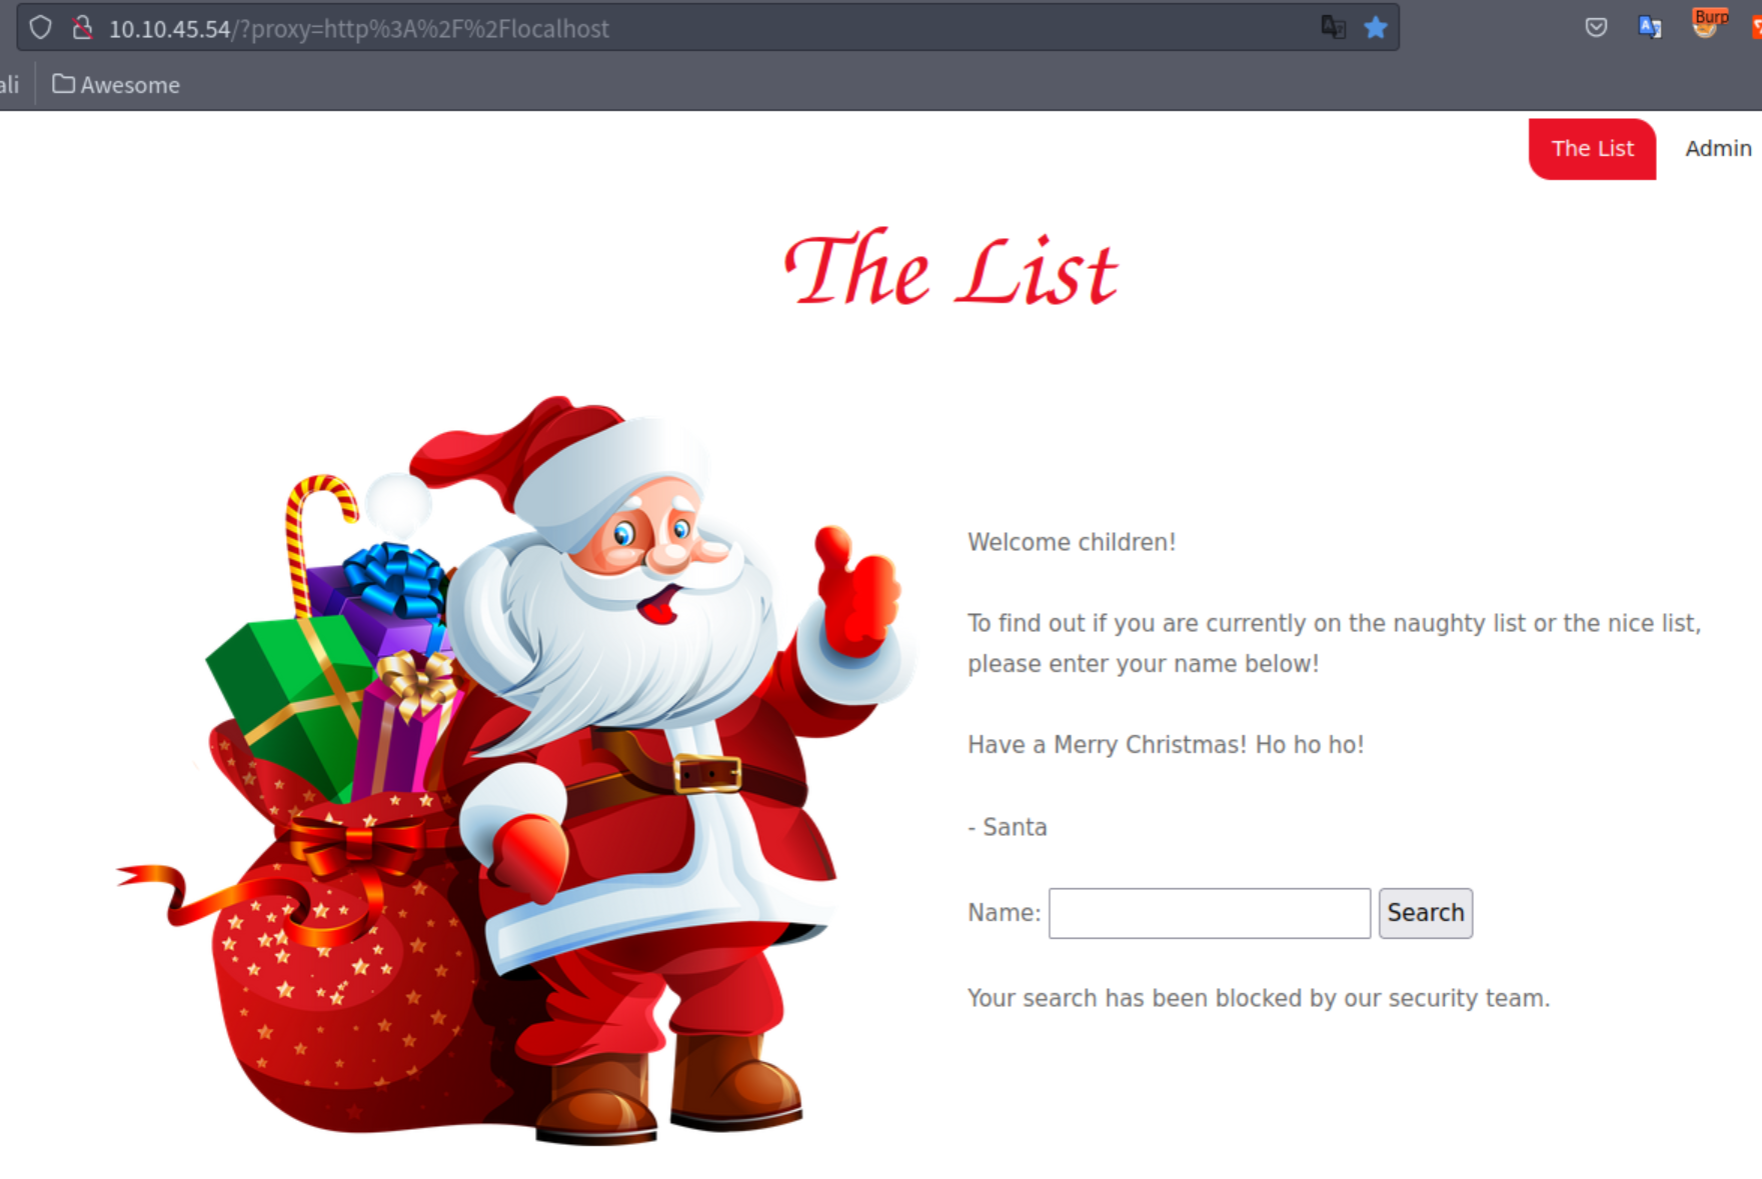 10.10.45.54/?proxy=http%3A%2F%2Flocalhost
Burp
ali
Awesome
The List
Admin
The List
Welcome children!
To find out if you are currently on the naughty list or the nice list,
please enter your name below!
Have a Merry Christmas! Ho ho ho!
- Santa
Name:
Search
Your search has been blocked by our security team.